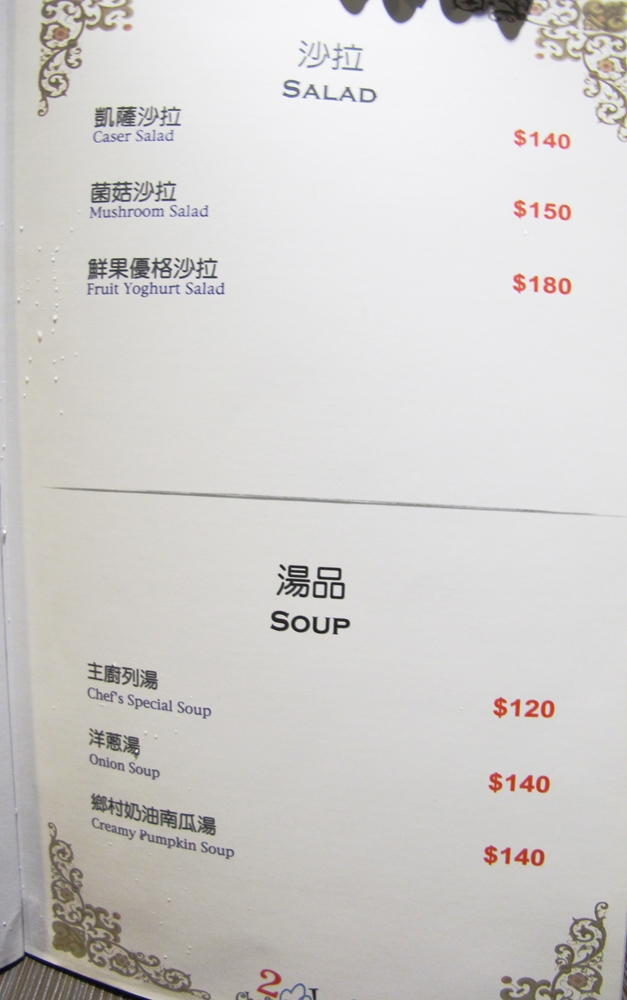 沙拉
SALAD
凱薩沙拉
Caser Salad
$140
菌菇沙拉
Mushroom Salad
$150
鮮果優格沙拉
Fruit Yoghurt Salad
$180
湯品
SOUP
主廚列湯
Chef's Special Soup
$120
洋蔥湯
Onion Soup
$140
鄉村奶油南瓜湯
Creamy Pumpkin Soup
$140
2